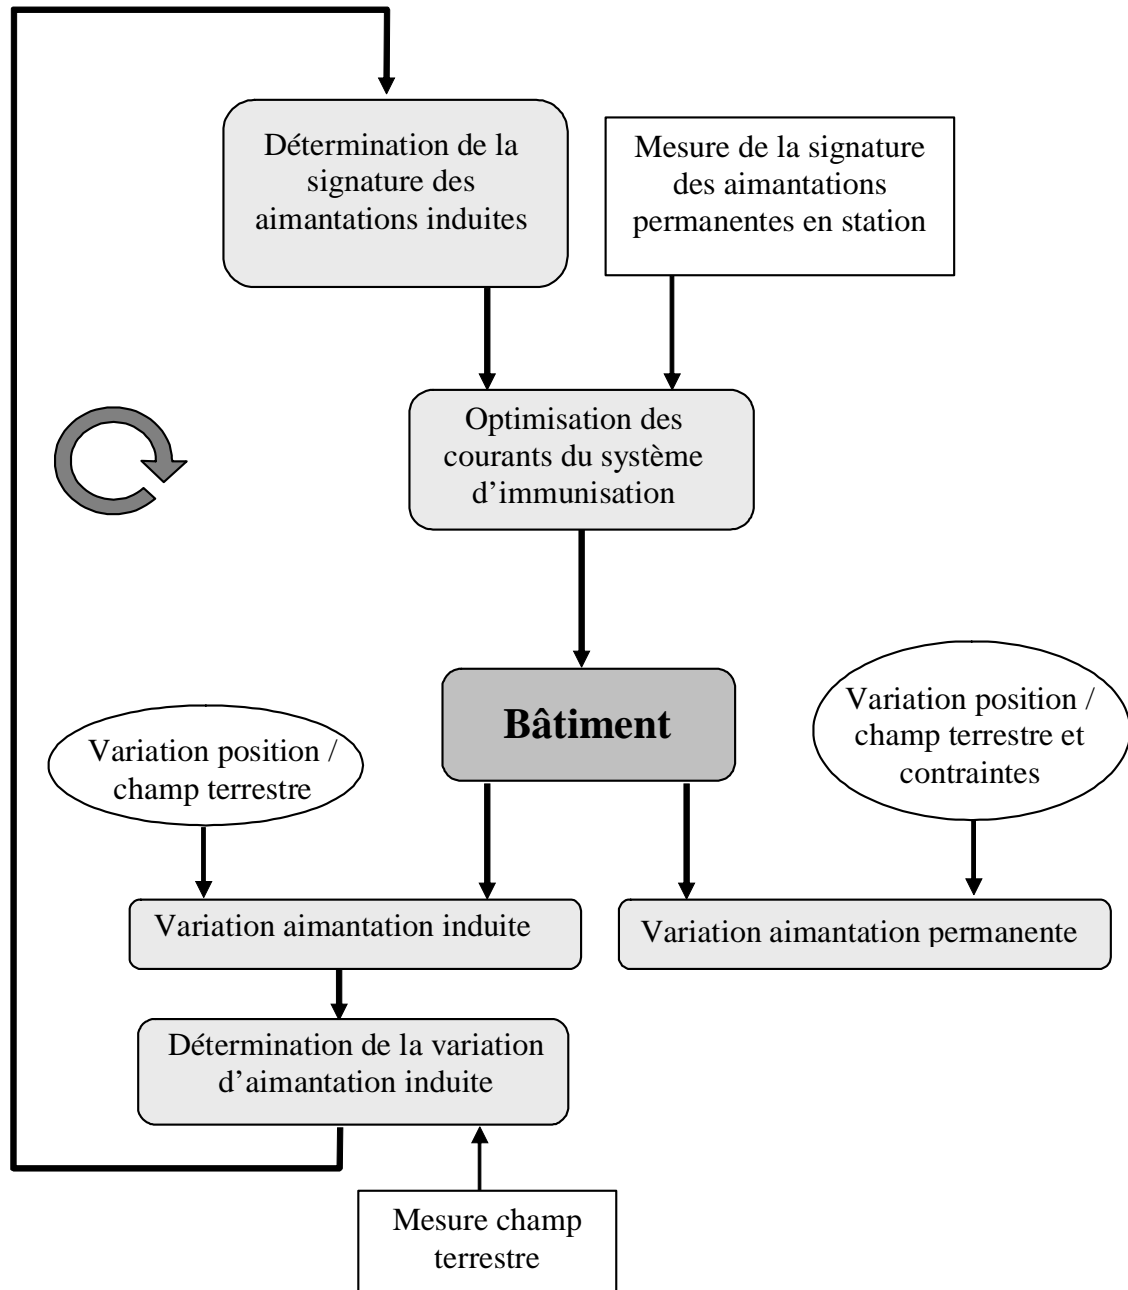 Détermination de la
signature des
aimantations induites
Mesure de la signature
des aimantations
permanentes en station
Optimisation des
courants du système
d’immunisation
Bâtiment
Variation position /
champ terrestre
Variation position /
champ terrestre et
contraintes
Variation aimantation induite
Variation aimantation permanente
Détermination de la variation
d’aimantation induite
Mesure champ
terrestre